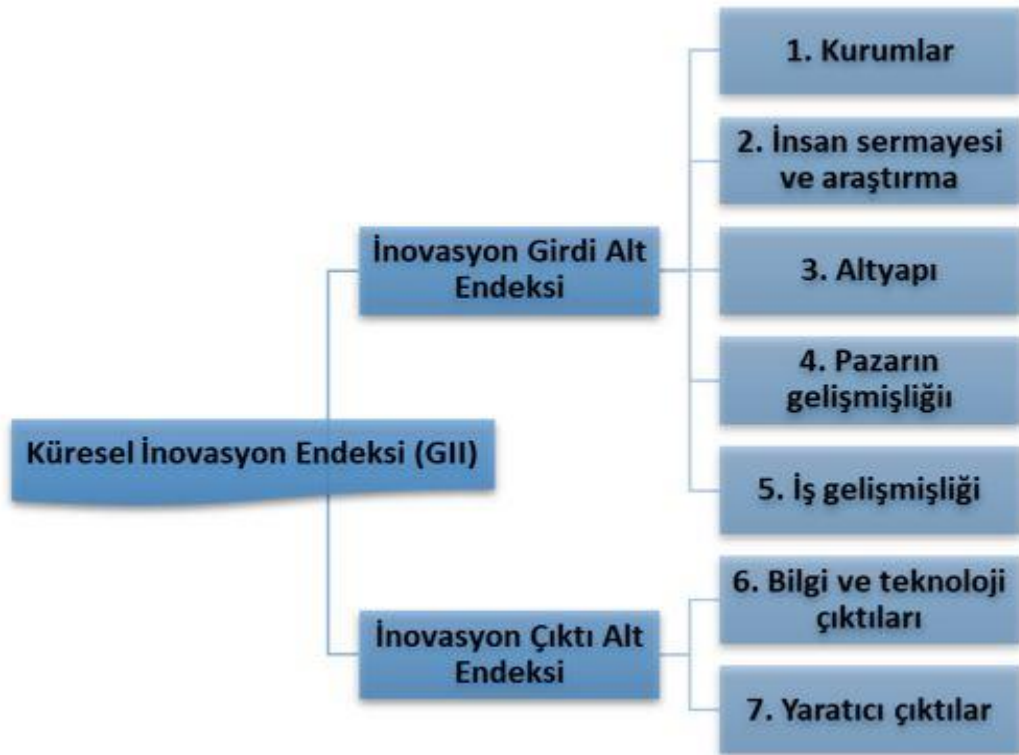 Küresel İnovasyon Endeksi (GII)
İnovasyon Girdi Alt
Endeksi
1. Kurumlar
2. İnsan sermayesi
ve araştırma
3. Altyapı
4. Pazarın
gelişmişliğiı
5. İş gelişmişliği
İnovasyon Çıktı Alt
Endeksi
6. Bilgi ve teknoloji
çıktıları
7. Yaratıcı çıktılar